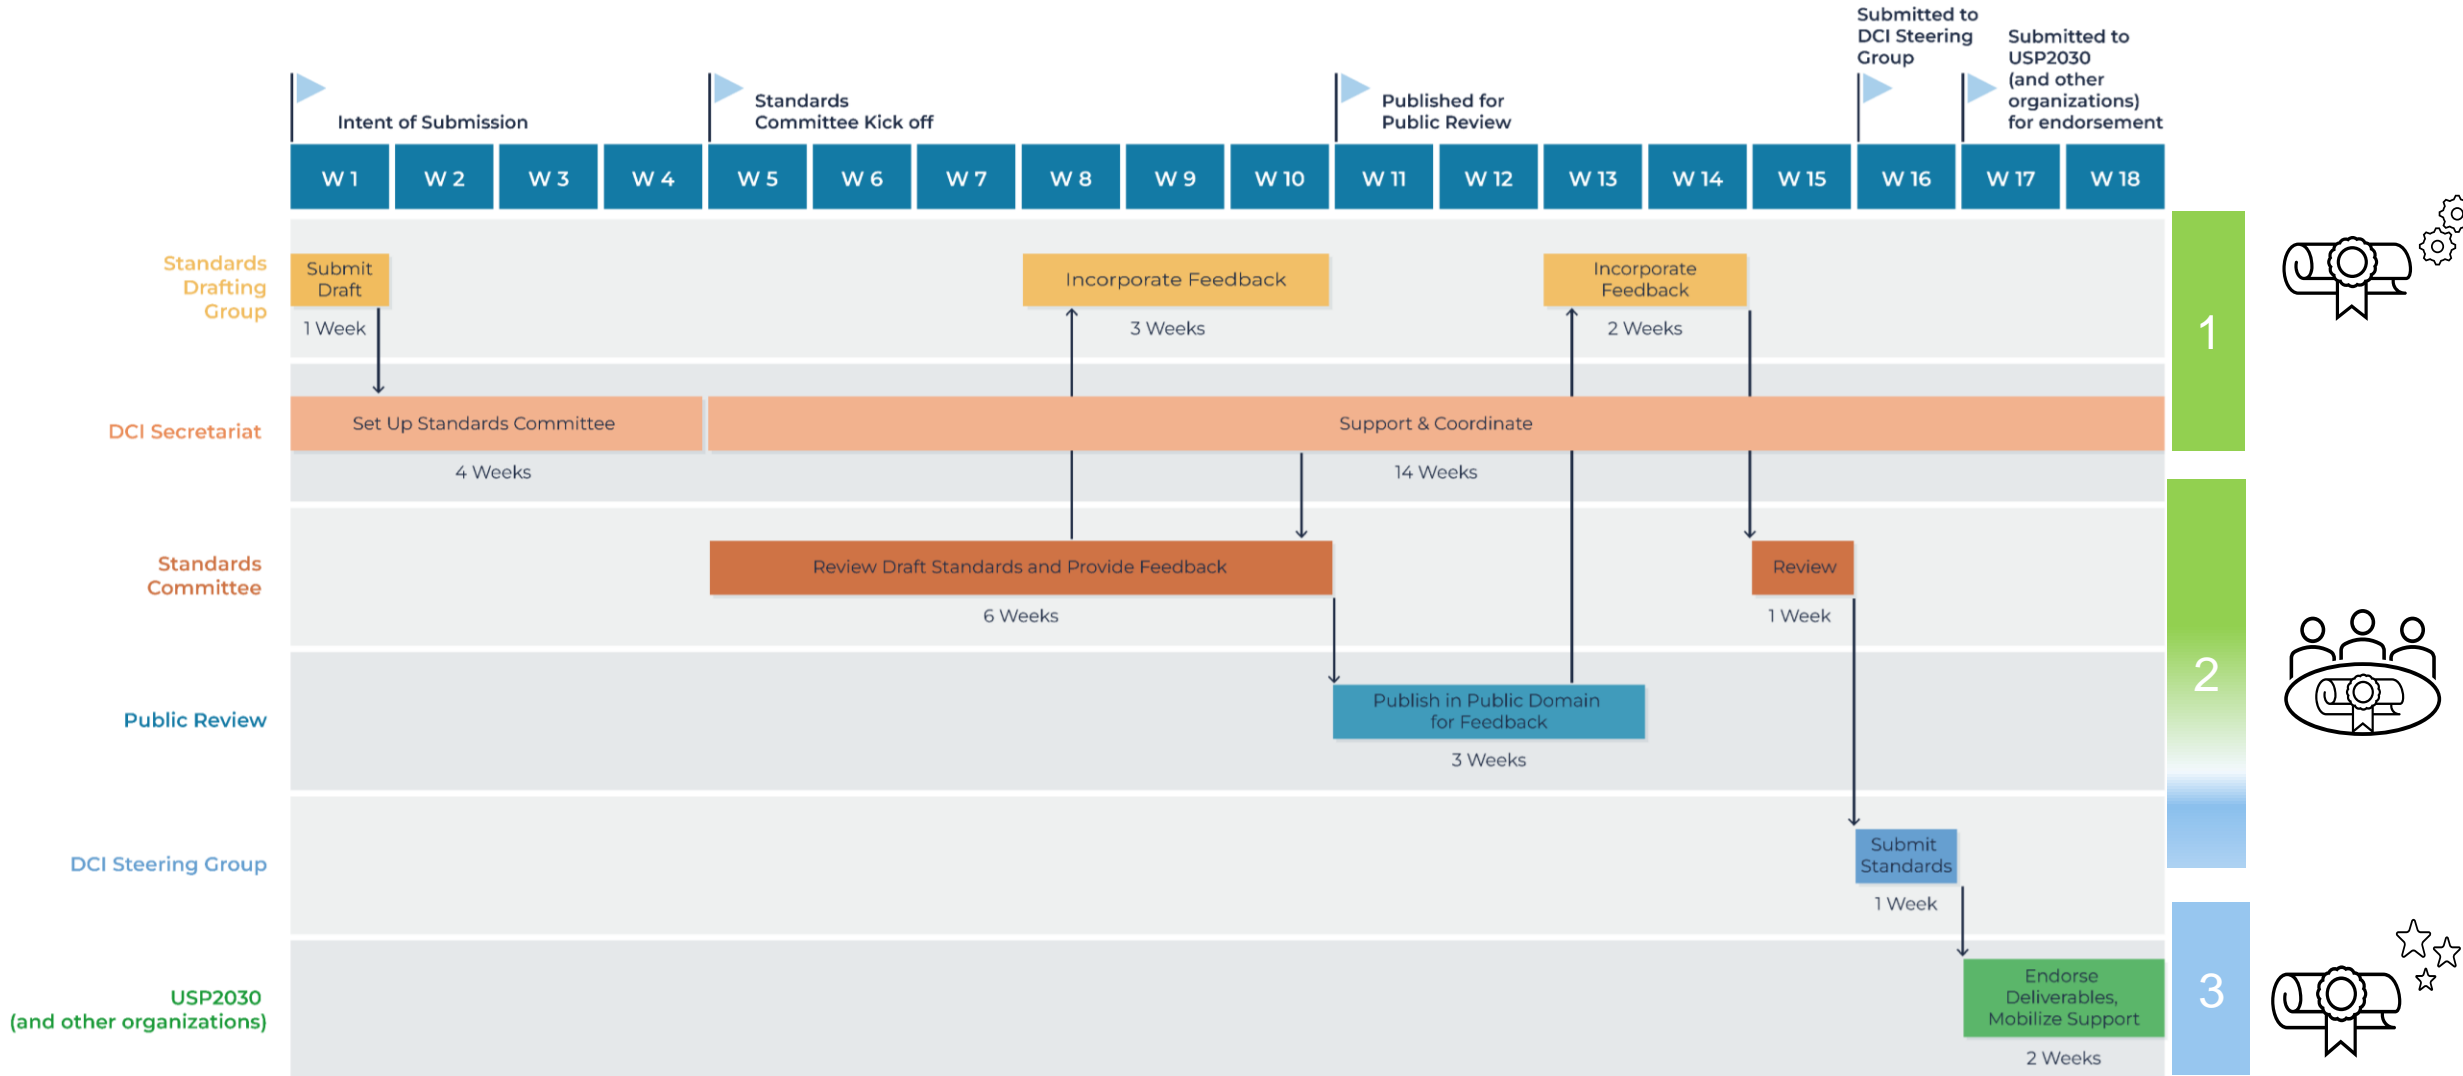 Submitted to
DCI Steering
Group
Submitted to
USP2030
(and other
organizations)
for endorsement
Intent of Submission
Standards
Committee Kick off
Published for
Public Review
W 1
W 2
W 3
W 4
W 5
W 6
W 7
W 8
W 9
W 10
W 11
W 12
W 13
W 14
W 15
W 16
W 17
W 18
Standards
Drafting
Group
Submit
Draft
1 Week
Incorporate Feedback
3 Weeks
Incorporate
Feedback
2 Weeks
1
DCI Secretariat
Set Up Standards Committee
4 Weeks
Support & Coordinate
14 Weeks
Standards
Committee
Review Draft Standards and Provide Feedback
6 Weeks
Review
1 Week
2
Public Review
Publish in Public Domain
for Feedback
3 Weeks
DCI Steering Group
Submit
Standards
1 Week
USP2030
(and other organizations)
Endorse
Deliverables,
Mobilize Support
2 Weeks
3